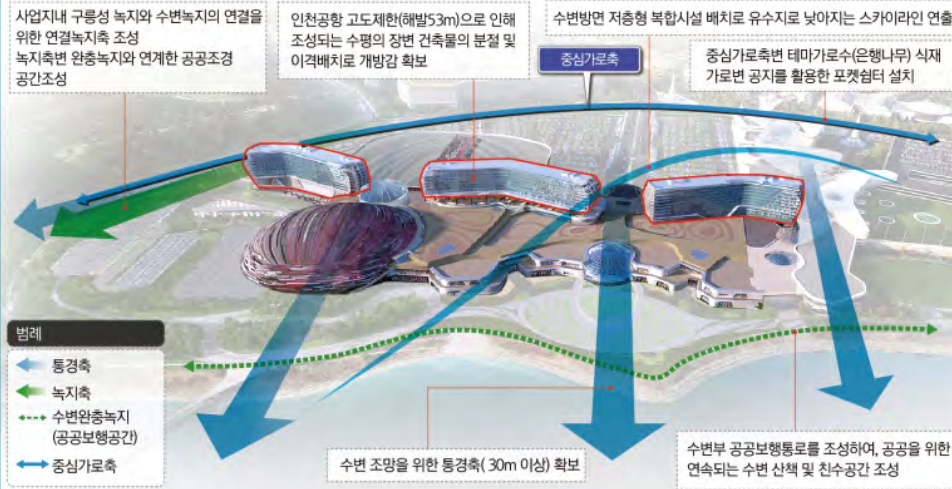 사업지내 구릉성 녹지와 수변녹지의 연결을
위한 연결녹지축 조성
녹지축변 완충녹지와 연계한 공공조경
공간조성
인천공항 고도제한(해발53m)으로 인해
조성되는 수평의 장변 건축물의 분절 및
이격배치로 개방감 확보
수변방면 저층형 복합시설 배치로 유수지로 낮아지는 스카이라인 연출
중심가로축
중심가로축변 테마가로수(은행나무) 식재
가로변 공지를 활용한 포켓쉼터 설치
범례
통경축
녹지축
수변완충녹지
(공공보행공간)
중심가로축
수변 조망을 위한 통경축( 30m 이상) 확보
수변부 공공보행통로를 조성하여, 공공을 위한
연속되는 수변 산책 및 친수공간 조성